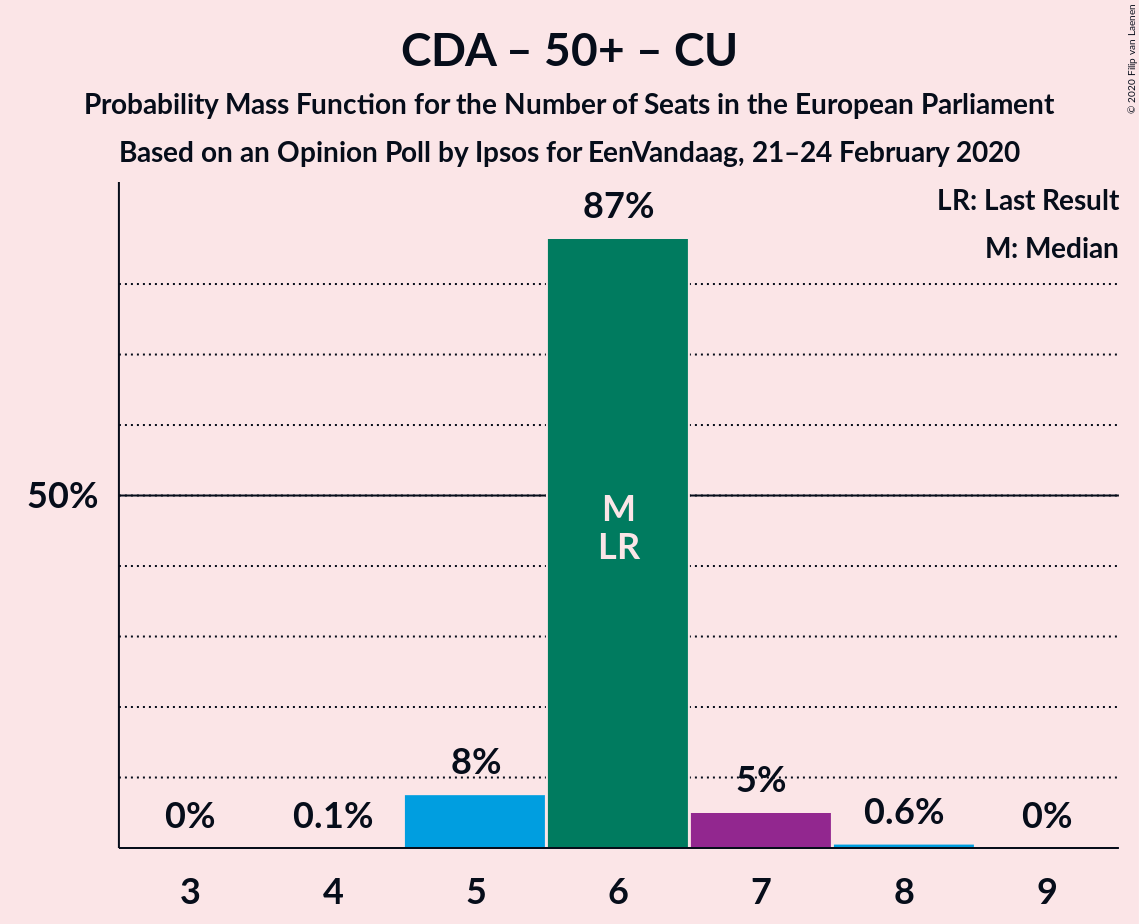 CDA – 50+ – CU
Probability Mass Function for the Number of Seats in the European Parliament
Based on an Opinion Poll by Ipsos for EenVandaag, 21–24 February 2020
© 2020 Filip van Laenen
LR: Last Result
M: Median
87%
50%
M
LR
8%
5%
0%
0.1%
0.6%
0%
3 4 5 6 7 8 9